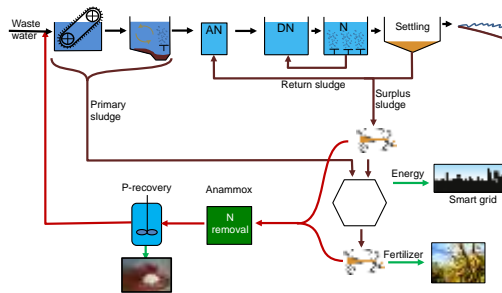 Waste
water
AN
DN
N
Settling
Return sludge
Surplus
sludge
Primary
sludge
Energy
Smart grid
P-recovery
Anammox
N
removal
Fertilizer